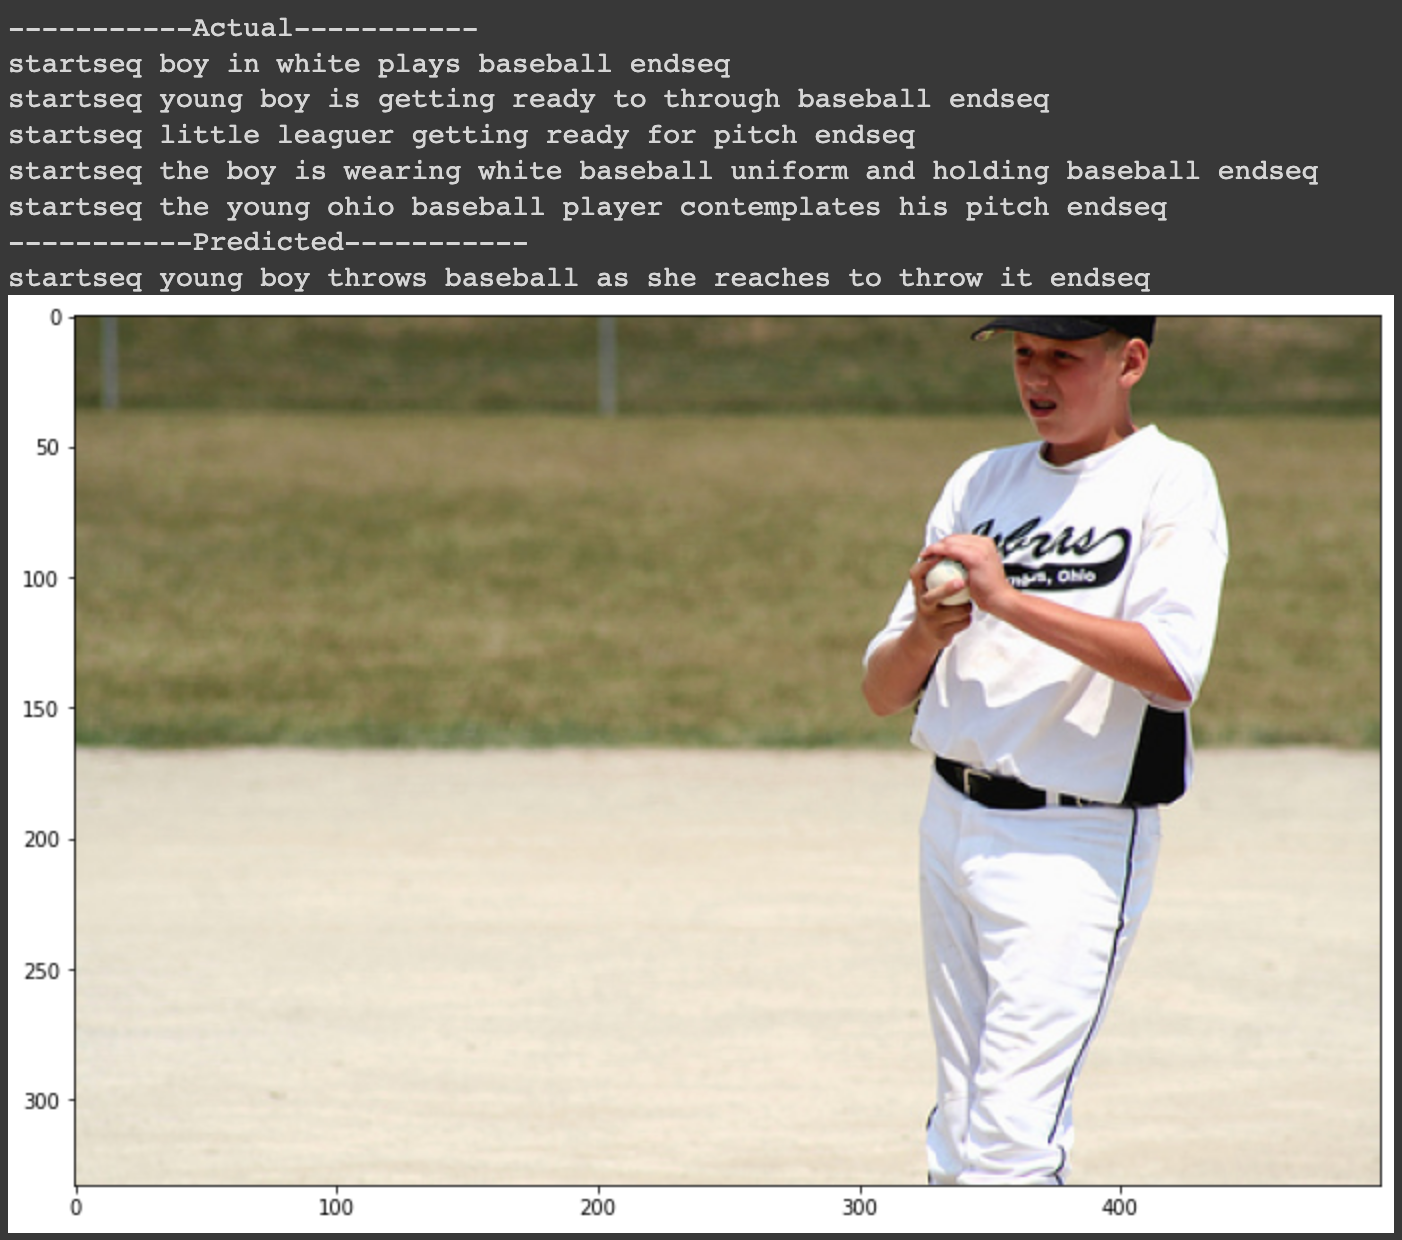 -----------Actual-----------
startseq boy in white plays baseball endseq
startseq young boy is getting ready to through baseball endseq
startseq little leaguer getting ready for pitch endseq
startseq the boy is wearing white baseball uniform and holding baseball endseq
startseq the young ohio baseball player contemplates his pitch endseq
-----------Predicted-----------
startseq young boy throws baseball as she reaches to throw it endseq
0
50
100
150
200
250
300
, Ohio
0 100 200 300 400